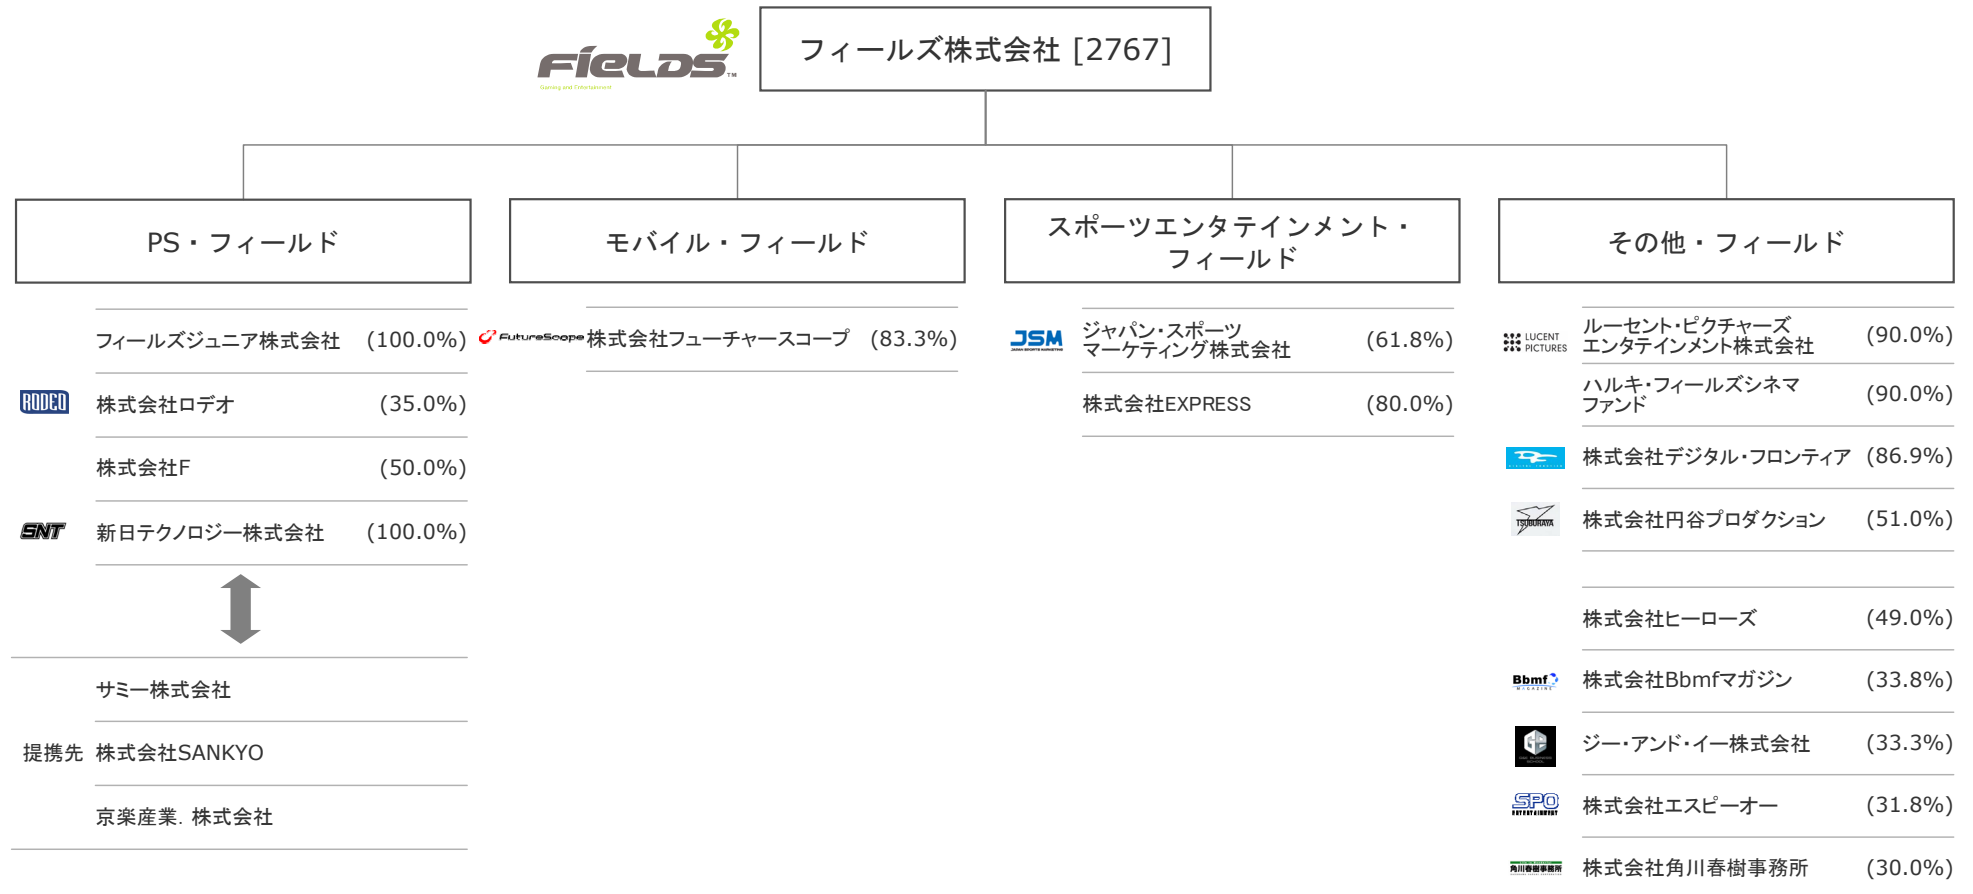 FIELDS™
Gaming and Entertainment
フィールズ株式会社 [2767]
PS・フィールド
フィールズジュニア株式会社 (100.0%)
RODEO
株式会社ロデオ (35.0%)
株式会社F (50.0%)
SNT
新日テクノロジー株式会社 (100.0%)
サミー株式会社
提携先 株式会社SANKYO
京楽産業. 株式会社
モバイル・フィールド
FutureScope
株式会社フューチャースコープ (83.3%)
スポーツエンタテインメント・
フィールド
JSM
JAPAN SPORTS MARKETING
ジャパン・スポーツ
マーケティング株式会社 (61.8%)
株式会社EXPRESS (80.0%)
その他・フィールド
LUCENT
PICTURES
ルーセント・ピクチャーズ
エンタテインメント株式会社 (90.0%)
ハルキ・フィールズシネマ
ファンド (90.0%)
株式会社デジタル・フロンティア (86.9%)
TSUBURAYA
株式会社円谷プロダクション (51.0%)
株式会社ヒーローズ (49.0%)
Bbmf
MAGAZINE
株式会社Bbmfマガジン (33.8%)
ジー・アンド・イー株式会社 (33.3%)
SPO
ENTERTAINMENT
株式会社エスピーオー (31.8%)
角川春樹事務所
株式会社角川春樹事務所 (30.0%)